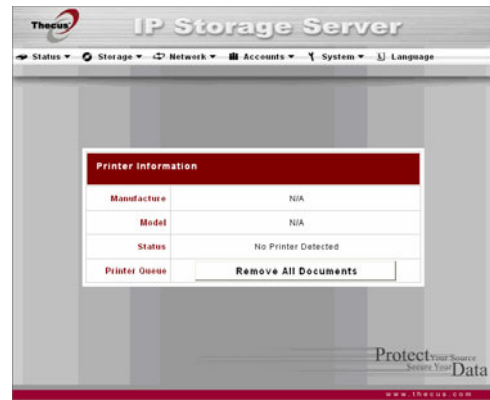 Thecus
IP Storage Server
Status Storage Network Accounts System Language
Printer Information
Manufacture N/A
Model N/A
Status No Printer Detected
Printer Queue Remove All Documents
Protect Your Source
Secure Your Data
www.thecus.com